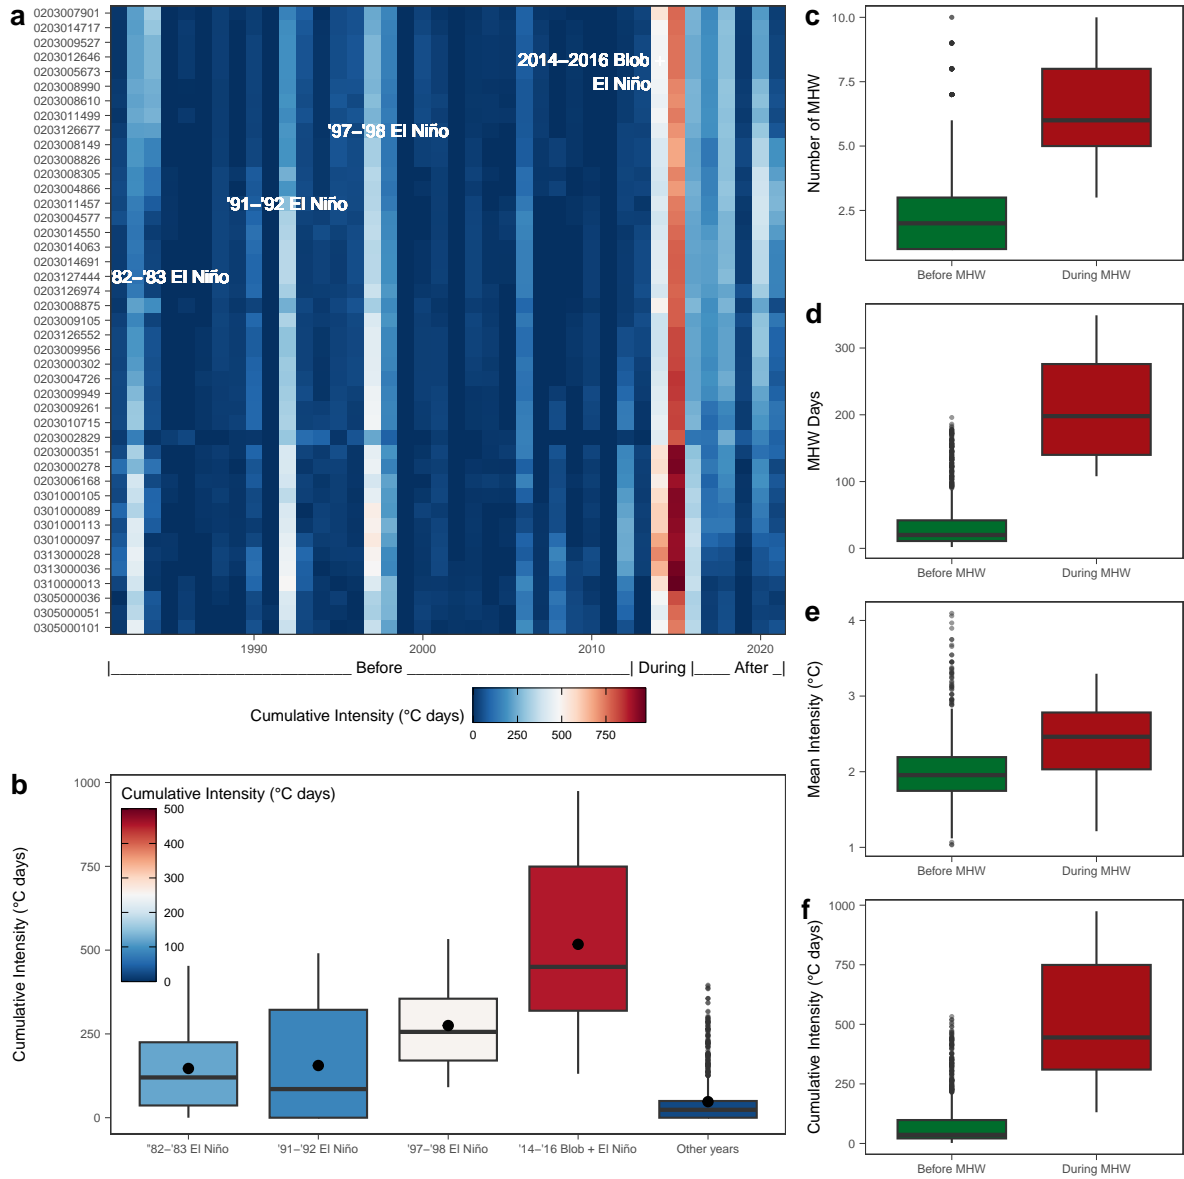 a
0203007901
0203014717
0203009527
0203012646
0203005673
0203008990
0203008610
0203011499
0203126677
0203008149
0203008826
0203008305
0203004866
0203011457
0203004577
0203014550
0203014063
0203014691
0203127444
0203126974
0203008875
0203009105
0203126552
0203009956
0203000302
0203004726
0203009949
0203009261
0203010715
0203002829
0203000351
0203000278
0203006168
0301000105
0301000089
0301000113
0301000097
0313000028
0313000036
0310000013
0305000036
0305000051
0305000101
2014–2016 Blob +
El Niño
'97–'98 El Niño
'91–'92 El Niño
82–'83 El Niño
1990 2000 2010 2020
|__________________________ Before ________________________| During |____ After _|
Cumulative Intensity (°C days)
0 250 500 750
b
Cumulative Intensity (°C days)
1000
750
500
250
0
Cumulative Intensity (°C days)
500
400
300
200
100
0
"82–'83 El Niño '91–'92 El Niño '97–'98 El Niño '14–'16 Blob + El Niño Other years
c
Number of MHW
10.0
7.5
5.0
2.5
Before MHW During MHW
d
MHW Days
300
200
100
0
Before MHW During MHW
e
Mean Intensity (°C)
4
3
2
1
Before MHW During MHW
f
Cumulative Intensity (°C days)
1000
750
500
250
0
Before MHW During MHW